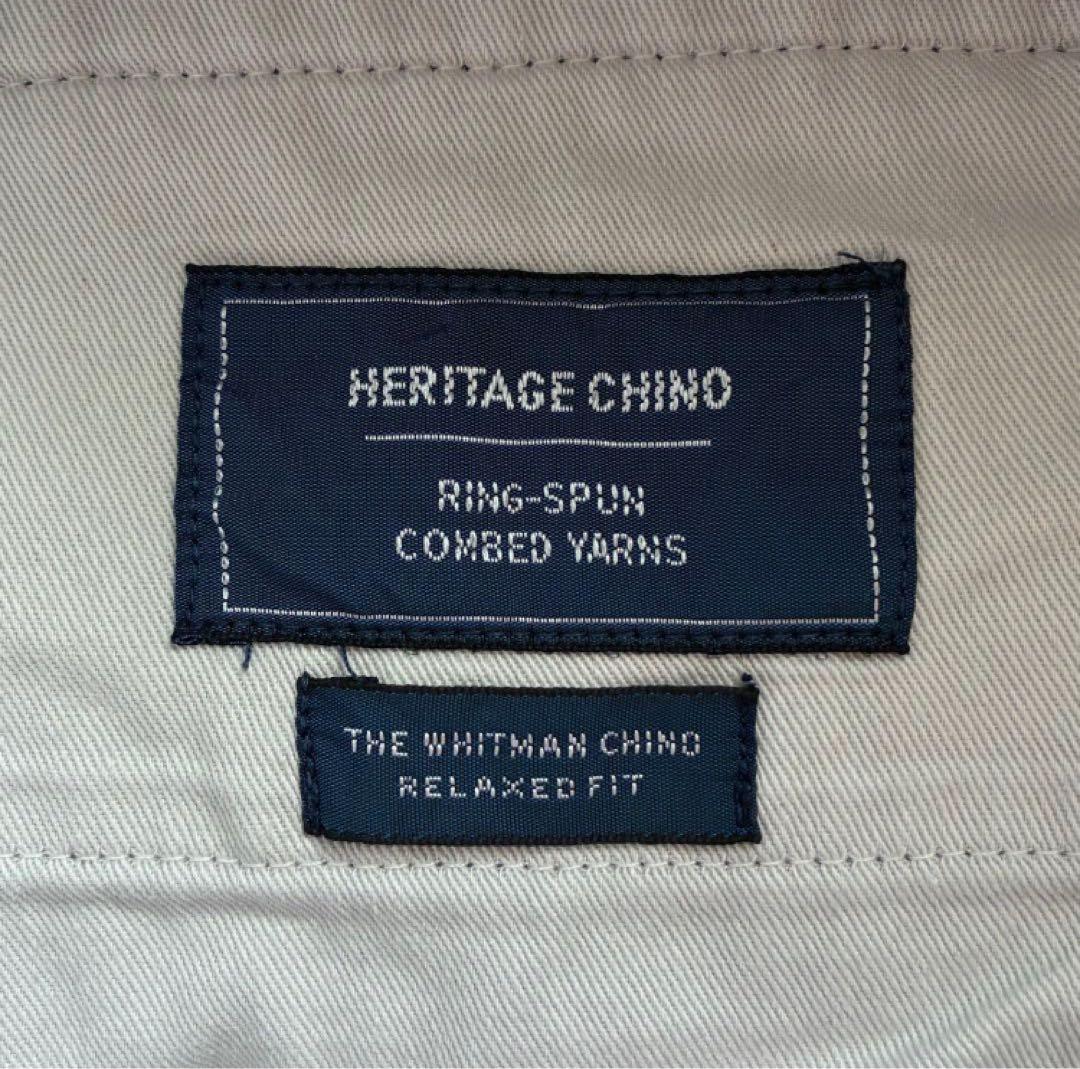 HERITAGE CHINO
RING-SPUN
COMBED YARNS
THE WHITMAN CHINO
RELAXED FIT